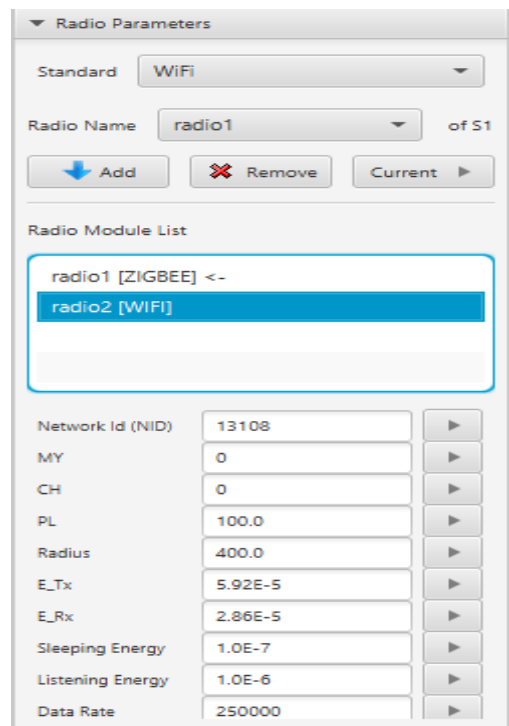 Radio Parameters
Standard WiFi
Radio Name radio1 of S1
Add Remove Current
Radio Module List
radio1 [ZIGBEE] <-
radio2 [WIFI]
Network Id (NID) 13108
MY 0
CH 0
PL 100.0
Radius 400.0
E_Tx 5.92E-5
E_Rx 2.86E-5
Sleeping Energy 1.0E-7
Listening Energy 1.0E-6
Data Rate 250000